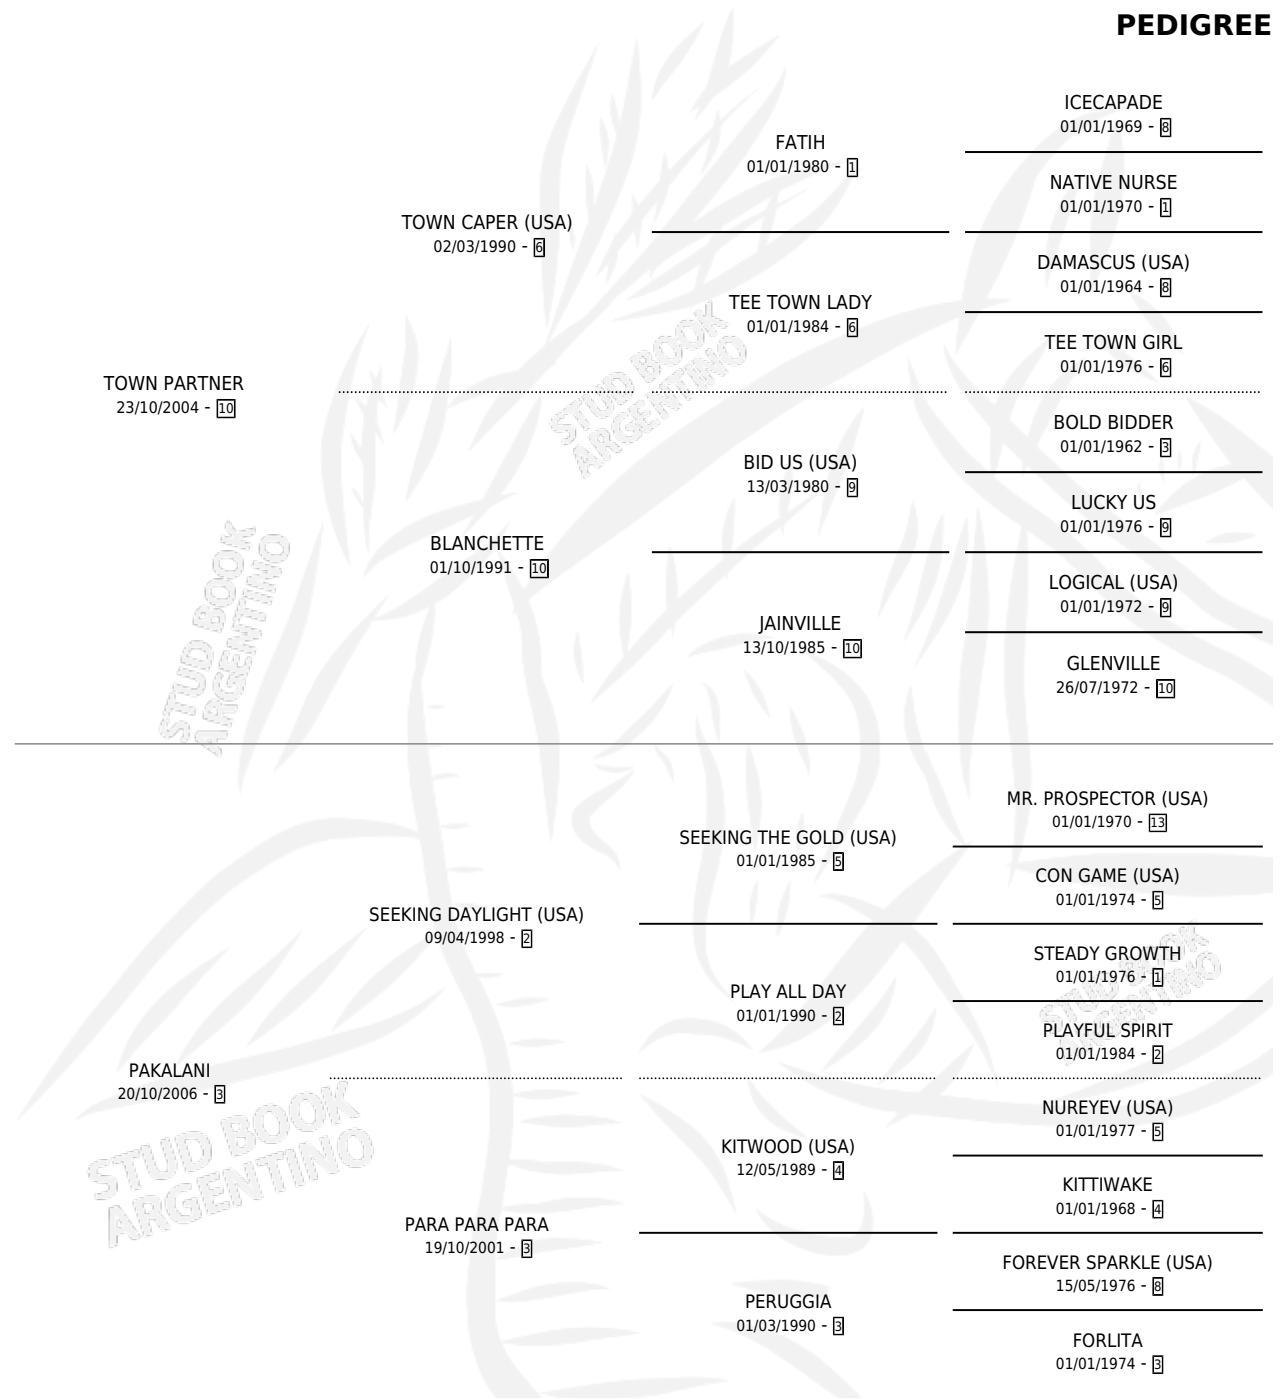 PEDIGREE
ICECAPADE
01/01/1969 - 8
FATIH
01/01/1980 - 1
NATIVE NURSE
01/01/1970 - 1
TOWN CAPER (USA)
02/03/1990 - 6
DAMASCUS (USA)
01/01/1964 - 8
TEE TOWN LADY
01/01/1984 - 6
TEE TOWN GIRL
01/01/1976 - 6
TOWN PARTNER
23/10/2004 - 10
BOLD BIDDER
01/01/1962 - 3
BID US (USA)
13/03/1980 - 9
LUCKY US
01/01/1976 - 9
BLANCHETTE
01/10/1991 - 10
LOGICAL (USA)
01/01/1972 - 9
JAINVILLE
13/10/1985 - 10
GLENVILLE
26/07/1972 - 10
MR. PROSPECTOR (USA)
01/01/1970 - 13
SEEKING THE GOLD (USA)
01/01/1985 - 5
CON GAME (USA)
01/01/1974 - 5
SEEKING DAYLIGHT (USA)
09/04/1998 - 2
STEADY GROWTH
01/01/1976 - 1
PLAY ALL DAY
01/01/1990 - 2
PLAYFUL SPIRIT
01/01/1984 - 2
PAKALANI
20/10/2006 - 3
NUREYEV (USA)
01/01/1977 - 5
KITWOOD (USA)
12/05/1989 - 4
KITTIWAKE
01/01/1968 - 4
PARA PARA PARA
19/10/2001 - 3
FOREVER SPARKLE (USA)
15/05/1976 - 8
PERUGGIA
01/03/1990 - 3
FORLITA
01/01/1974 - 3
STUD BOOK
ARGENTINO
STUD BOOK
ARGENTINO
STUD BOOK
ARGENTINO
STUD BOOK
ARGENTINO